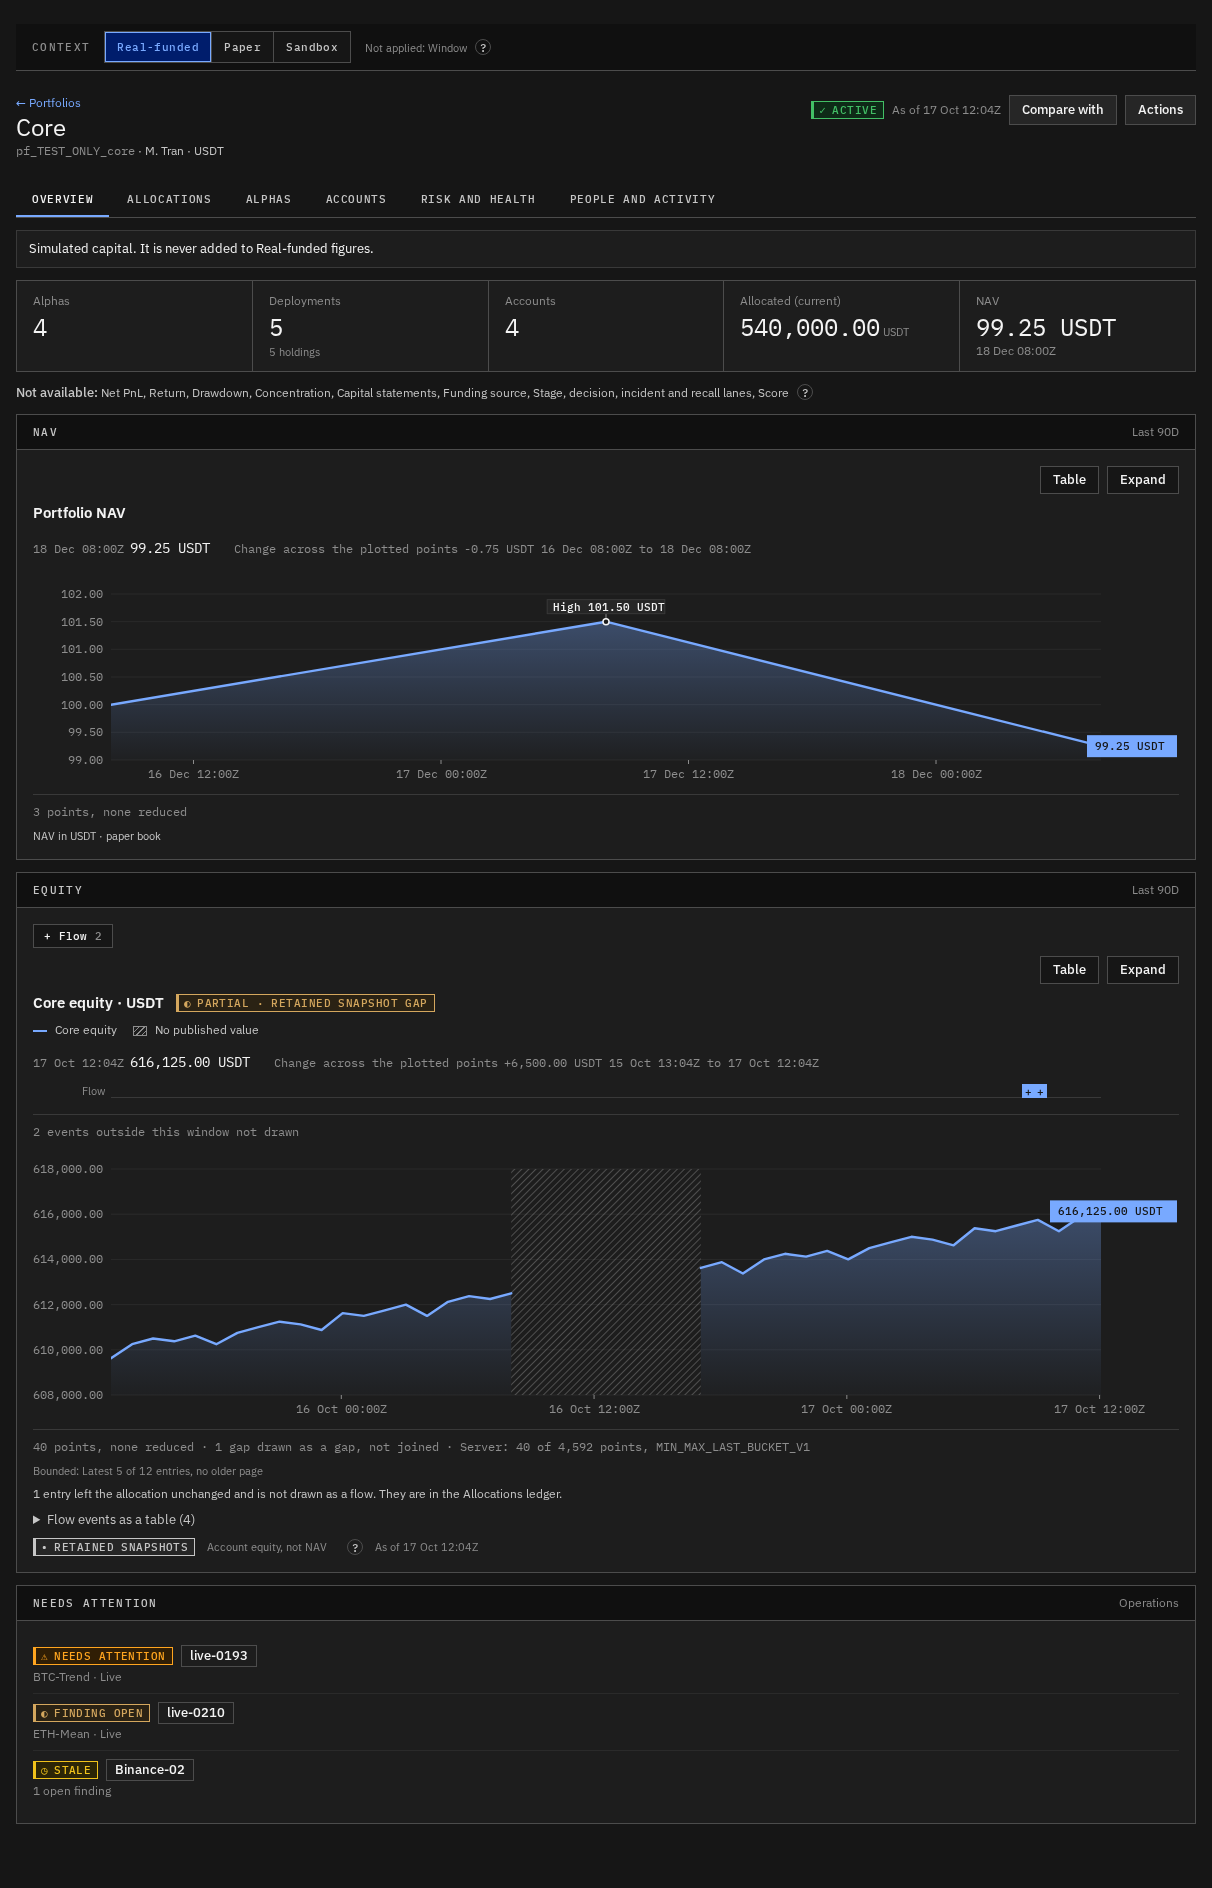 CONTEXT Real-funded Paper Sandbox Not applied: Window ?
← Portfolios
✓ ACTIVE As of 17 Oct 12:04Z Compare with Actions
Core
pf_TEST_ONLY_core · M. Tran · USDT
OVERVIEW ALLOCATIONS ALPHAS ACCOUNTS RISK AND HEALTH PEOPLE AND ACTIVITY
Simulated capital. It is never added to Real-funded figures.
Alphas Deployments Accounts Allocated (current) NAV
4 5 4 540,000.00 USDT 99.25 USDT
5 holdings 18 Dec 08:00Z
Not available: Net PnL, Return, Drawdown, Concentration, Capital statements, Funding source, Stage, decision, incident and recall lanes, Score ?
NAV Last 90D
Table Expand
Portfolio NAV
18 Dec 08:00Z 99.25 USDT Change across the plotted points -0.75 USDT 16 Dec 08:00Z to 18 Dec 08:00Z
102.00
High 101.50 USDT
101.50
101.00
100.50
100.00
99.50
99.25 USDT
99.00
16 Dec 12:00Z 17 Dec 00:00Z 17 Dec 12:00Z 18 Dec 00:00Z
3 points, none reduced
NAV in USDT · paper book
EQUITY Last 90D
+ Flow 2
Table Expand
Core equity · USDT ◐ PARTIAL · RETAINED SNAPSHOT GAP
Core equity No published value
17 Oct 12:04Z 616,125.00 USDT Change across the plotted points +6,500.00 USDT 15 Oct 13:04Z to 17 Oct 12:04Z
Flow + +
2 events outside this window not drawn
618,000.00
616,000.00
616,125.00 USDT
614,000.00
612,000.00
610,000.00
608,000.00
16 Oct 00:00Z 16 Oct 12:00Z 17 Oct 00:00Z 17 Oct 12:00Z
40 points, none reduced · 1 gap drawn as a gap, not joined · Server: 40 of 4,592 points, MIN_MAX_LAST_BUCKET_V1
Bounded: Latest 5 of 12 entries, no older page
1 entry left the allocation unchanged and is not drawn as a flow. They are in the Allocations ledger.
▶ Flow events as a table (4)
• RETAINED SNAPSHOTS Account equity, not NAV ? As of 17 Oct 12:04Z
NEEDS ATTENTION Operations
⚠ NEEDS ATTENTION live-0193
BTC-Trend · Live
◐ FINDING OPEN live-0210
ETH-Mean · Live
◷ STALE Binance-02
1 open finding